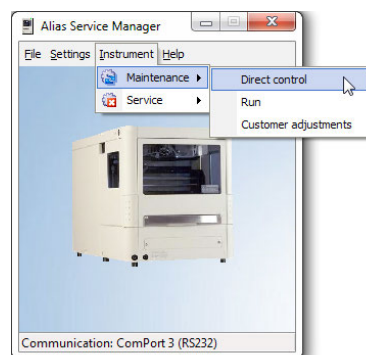 Alias Service Manager
File Settings Instrument Help
Maintenance
Direct control
Service
Run
Customer adjustments
Communication: ComPort 3 (RS232)